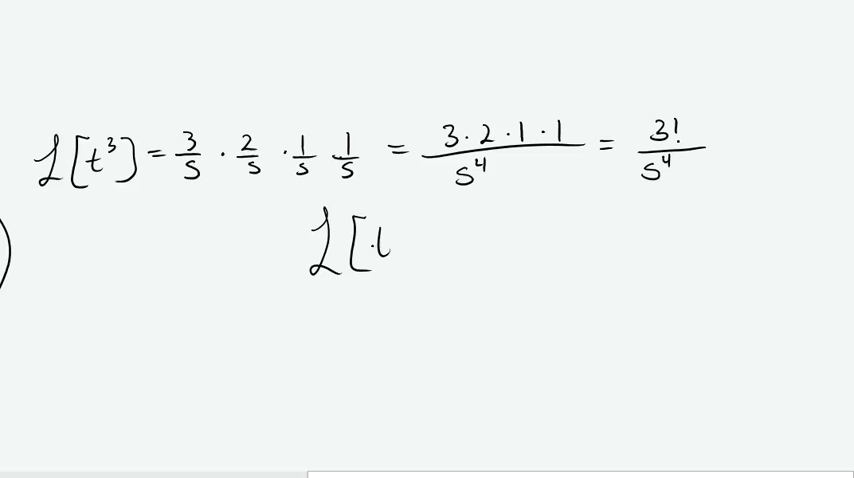 ℒ[t³] = 3/s · 2/s · 1/s 1/s = 3·2·1·1/s⁴ = 3!/s⁴
ℒ[t